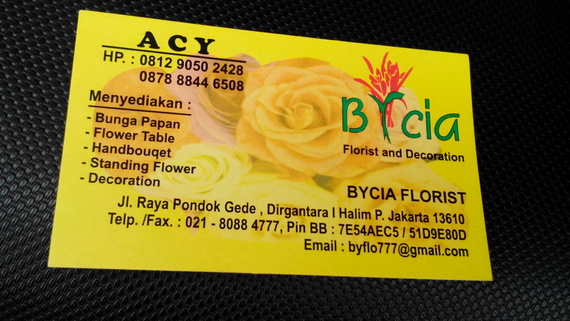 ACY
HP. : 0812 9050 2428
0878 8844 6508
Menyediakan :
- Bunga Papan
- Flower Table
- Handbouqet
- Standing Flower
- Decoration
Bycia
Florist and Decoration
BYCIA FLORIST
Jl. Raya Pondok Gede , Dirgantara I Halim P. Jakarta 13610
Telp. /Fax. : 021 - 8088 4777, Pin BB : 7E54AEC5 / 51D9E80D
Email : byflo777@gmail.com